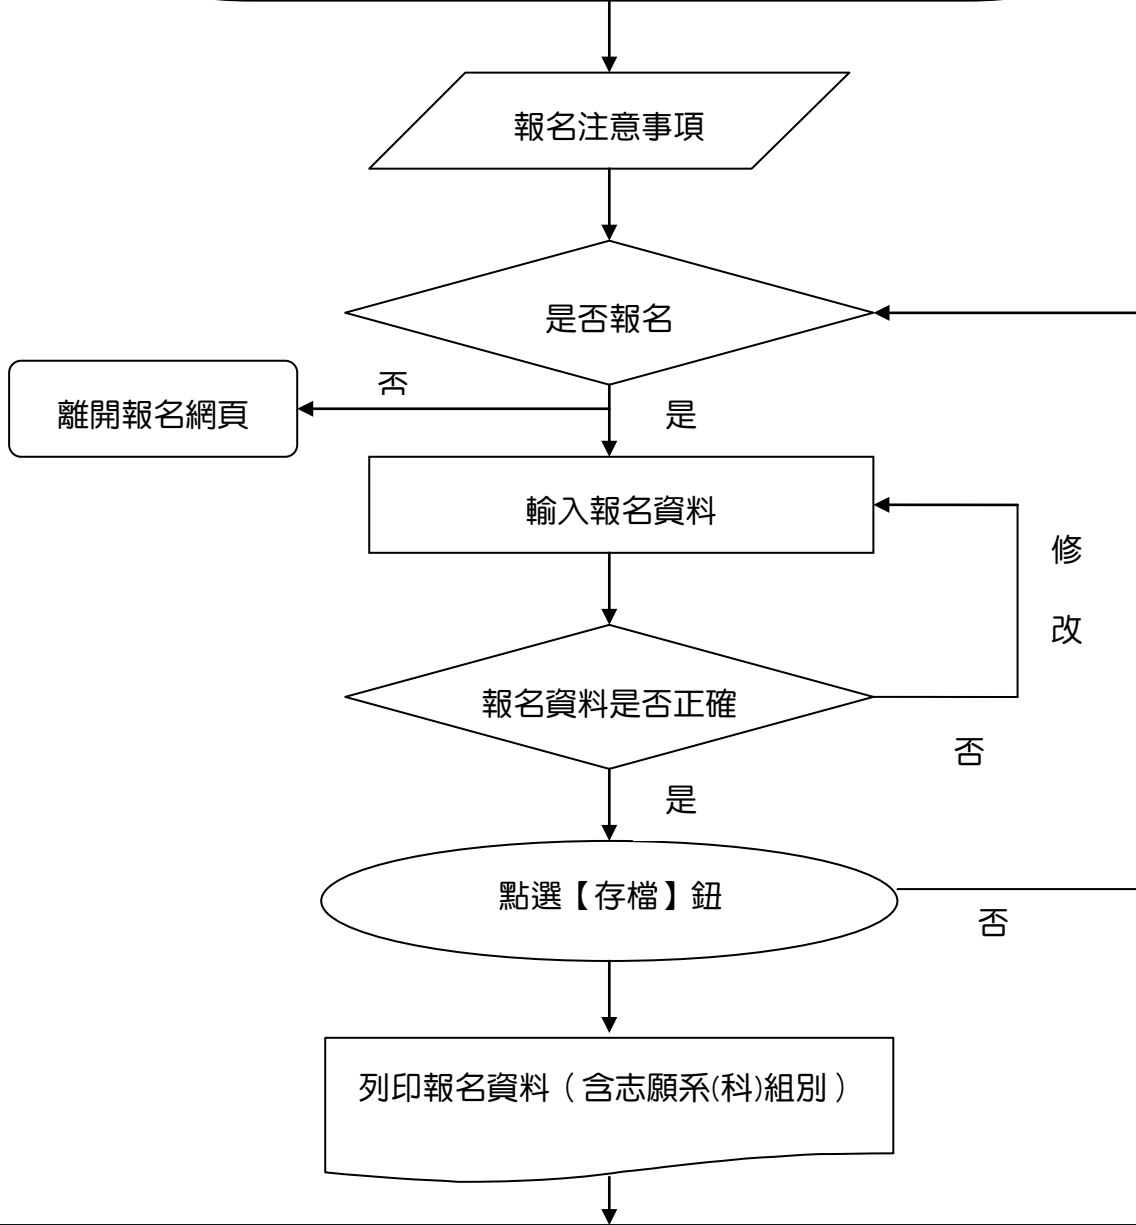 報名注意事項
是否報名
否
離開報名網頁
是
輸入報名資料
修
改
報名資料是否正確
否
是
點選【存檔】鈕
否
列印報名資料（含志願系(科)組別）